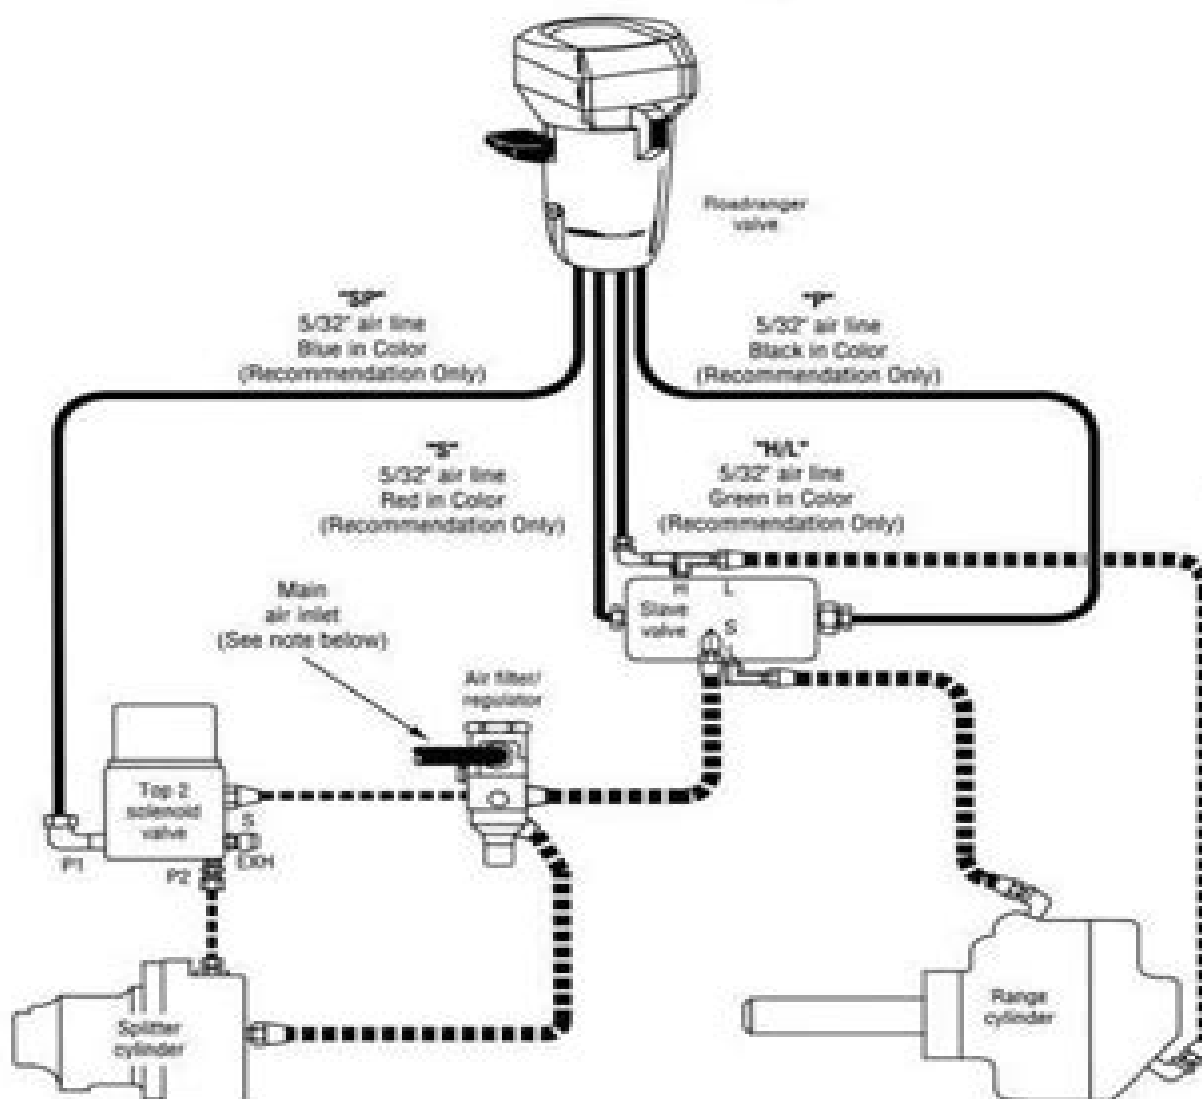 Roadranger
valve
"SP"
5/32" air line
Blue in Color
(Recommendation Only)
"P"
5/32" air line
Black in Color
(Recommendation Only)
"S"
5/32" air line
Red in Color
(Recommendation Only)
"H/L"
5/32" air line
Green in Color
(Recommendation Only)
Main
air inlet
(See note below)
H L
Slave
valve
S
Air filter/
regulator
Top 2
solenoid
valve
S
EXH
P1
P2
Splitter
cylinder
Range
cylinder